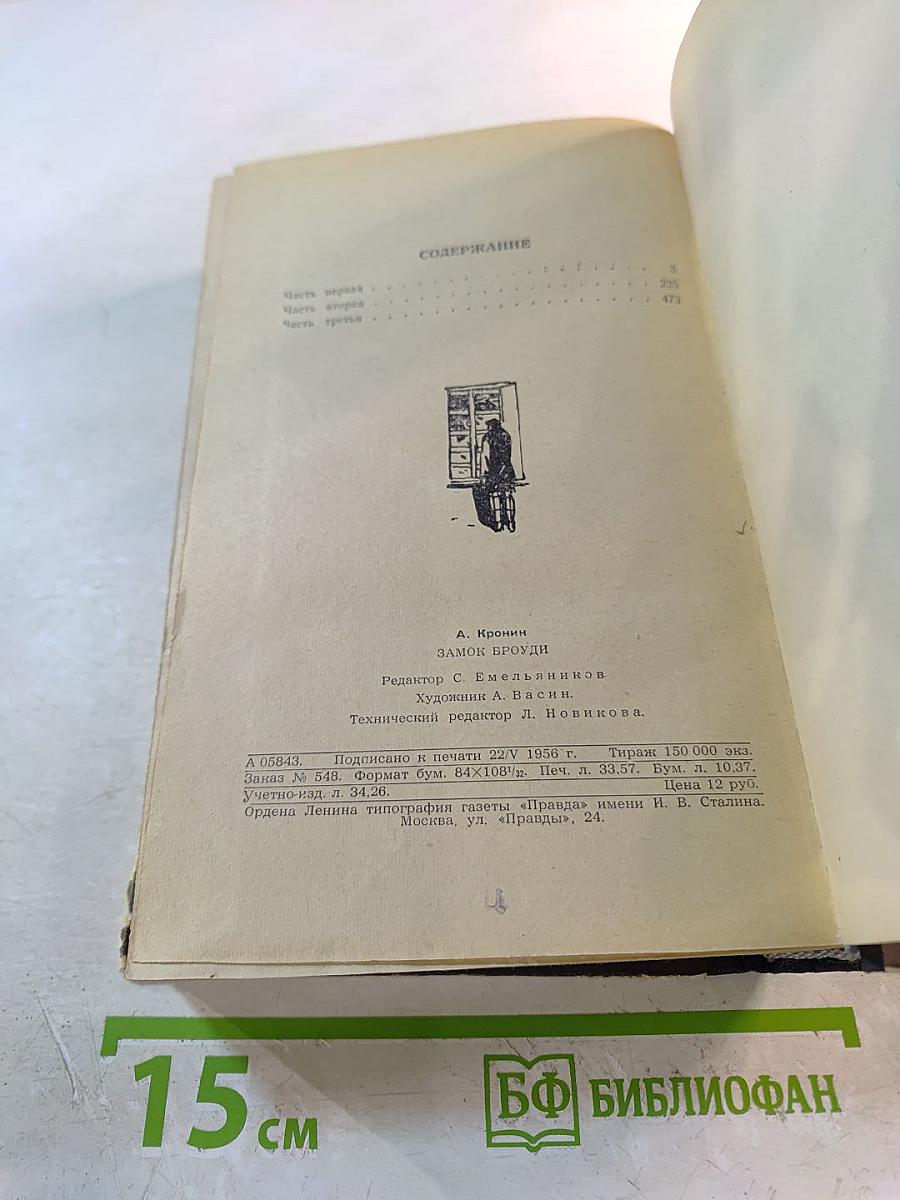 СОДЕРЖАНИЕ
Часть первая . . . . . . . . . . . . . . . . . 3
Часть вторая . . . . . . . . . . . . . . . . . 225
Часть третья . . . . . . . . . . . . . . . . . 473
А. Кронин
ЗАМОК БРОУДИ
Редактор С. Емельяников
Художник А. Васин.
Технический редактор Л. Новикова.
А 05843. Подписано к печати 22/V 1956 г. Тираж 150 000 экз.
Заказ № 548. Формат бум. 84×108¹/₃₂. Печ. л. 33,57. Бум. л. 10,37.
Учетно-изд. л. 34,26. Цена 12 руб.
Ордена Ленина типография газеты «Правда» имени И. В. Сталина.
Москва, ул. «Правды», 24.
15 см
БФ БИБЛИОФАН